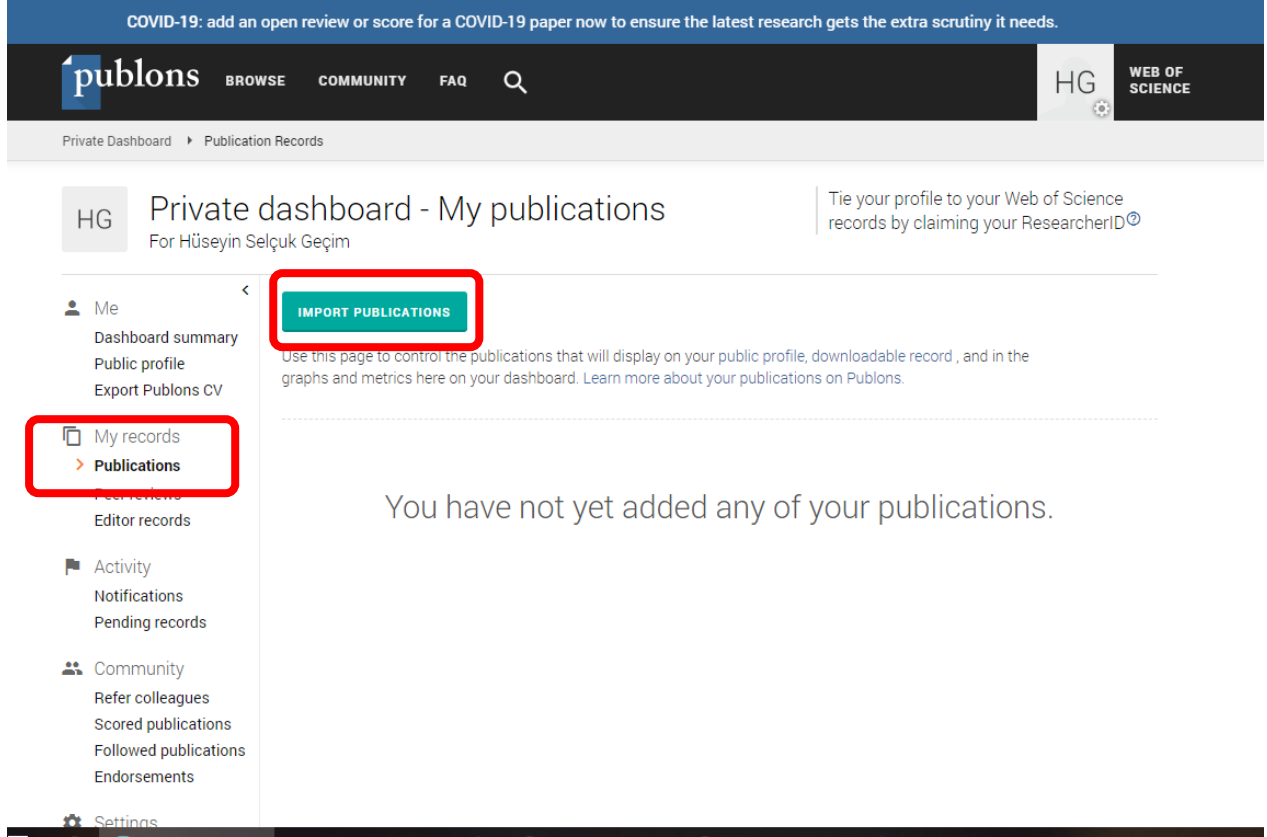 COVID-19: add an open review or score for a COVID-19 paper now to ensure the latest research gets the extra scrutiny it needs.
publons BROWSE COMMUNITY FAQ
HG
WEB OF
SCIENCE
Private Dashboard Publication Records
HG
Private dashboard - My publications
For Hüseyin Selçuk Geçim
Tie your profile to your Web of Science
records by claiming your ResearcherID?
Me
Dashboard summary
Public profile
Export Publons CV
My records
Publications
Peer reviews
Editor records
Activity
Notifications
Pending records
Community
Refer colleagues
Scored publications
Followed publications
Endorsements
Settings
IMPORT PUBLICATIONS
Use this page to control the publications that will display on your public profile, downloadable record , and in the
graphs and metrics here on your dashboard. Learn more about your publications on Publons.
You have not yet added any of your publications.